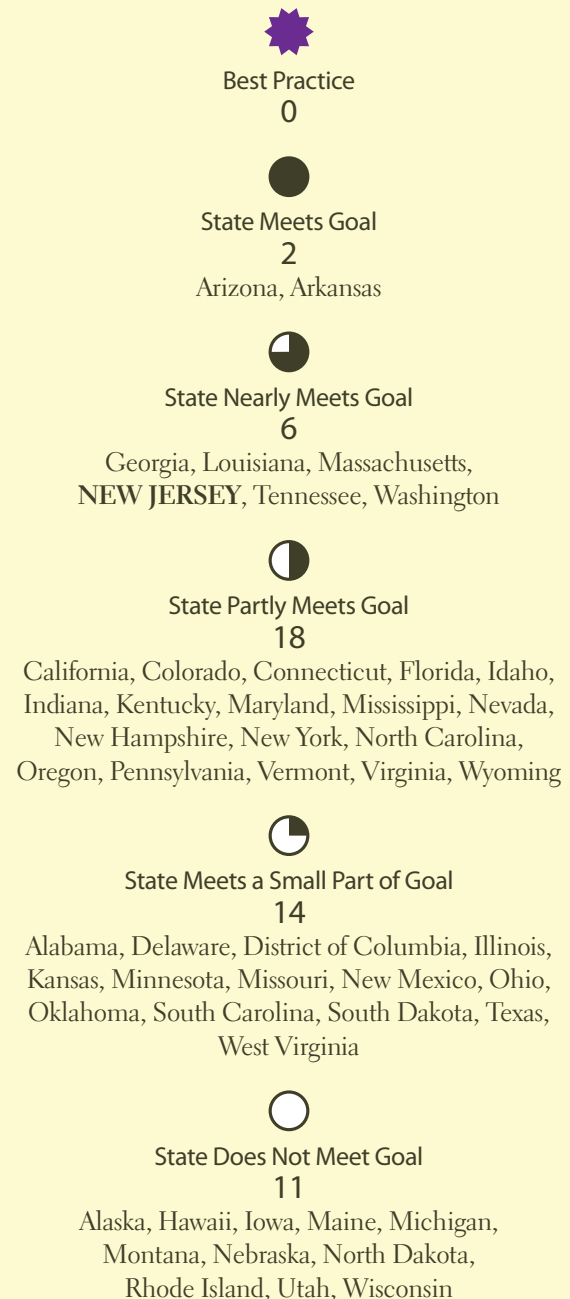 Best Practice
0
State Meets Goal
2
Arizona, Arkansas
State Nearly Meets Goal
6
Georgia, Louisiana, Massachusetts,
NEW JERSEY, Tennessee, Washington
State Partly Meets Goal
18
California, Colorado, Connecticut, Florida, Idaho,
Indiana, Kentucky, Maryland, Mississippi, Nevada,
New Hampshire, New York, North Carolina,
Oregon, Pennsylvania, Vermont, Virginia, Wyoming
State Meets a Small Part of Goal
14
Alabama, Delaware, District of Columbia, Illinois,
Kansas, Minnesota, Missouri, New Mexico, Ohio,
Oklahoma, South Carolina, South Dakota, Texas,
West Virginia
State Does Not Meet Goal
11
Alaska, Hawaii, Iowa, Maine, Michigan,
Montana, Nebraska, North Dakota,
Rhode Island, Utah, Wisconsin